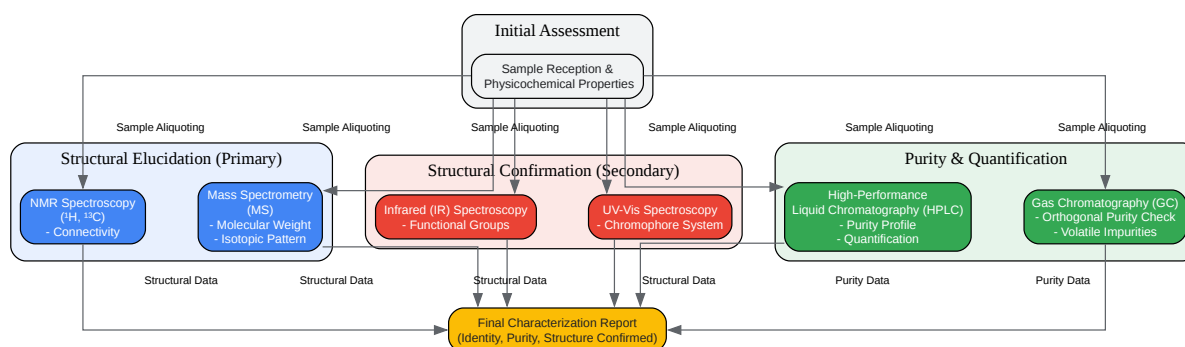 Initial Assessment
Sample Reception &
Physicochemical Properties
Sample Aliquoting
Sample Aliquoting
Sample Aliquoting
Sample Aliquoting
Sample Aliquoting
Sample Aliquoting
Structural Elucidation (Primary)
NMR Spectroscopy
(¹H, ¹³C)
- Connectivity
Mass Spectrometry
(MS)
- Molecular Weight
- Isotopic Pattern
Structural Confirmation (Secondary)
Infrared (IR) Spectroscopy
- Functional Groups
UV-Vis Spectroscopy
- Chromophore System
Purity & Quantification
High-Performance
Liquid Chromatography (HPLC)
- Purity Profile
- Quantification
Gas Chromatography (GC)
- Orthogonal Purity Check
- Volatile Impurities
Structural Data
Structural Data
Structural Data
Structural Data
Purity Data
Purity Data
Final Characterization Report
(Identity, Purity, Structure Confirmed)